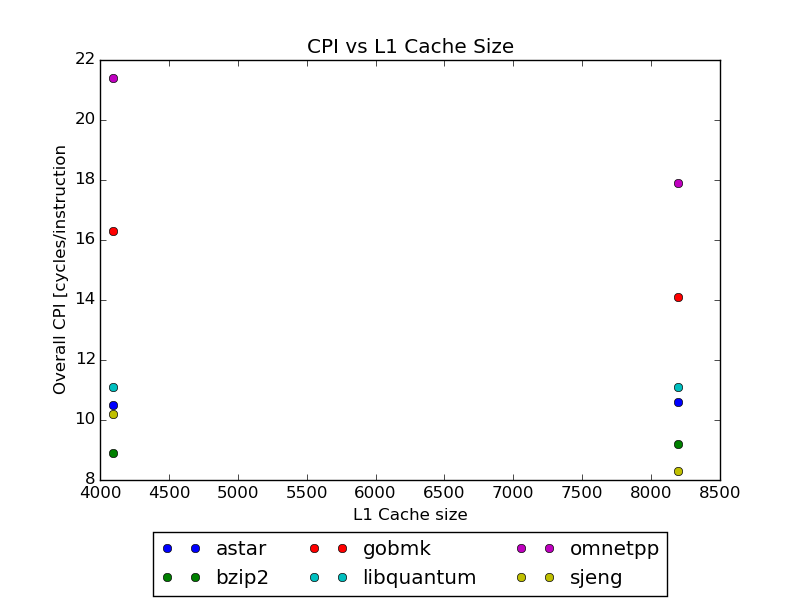 CPI vs L1 Cache Size
22
20
18
16
14
12
10
8
Overall CPI [cycles/instruction
4000 4500 5000 5500 6000 6500 7000 7500 8000 8500
L1 Cache size
astar gobmk omnetpp
bzip2 libquantum sjeng